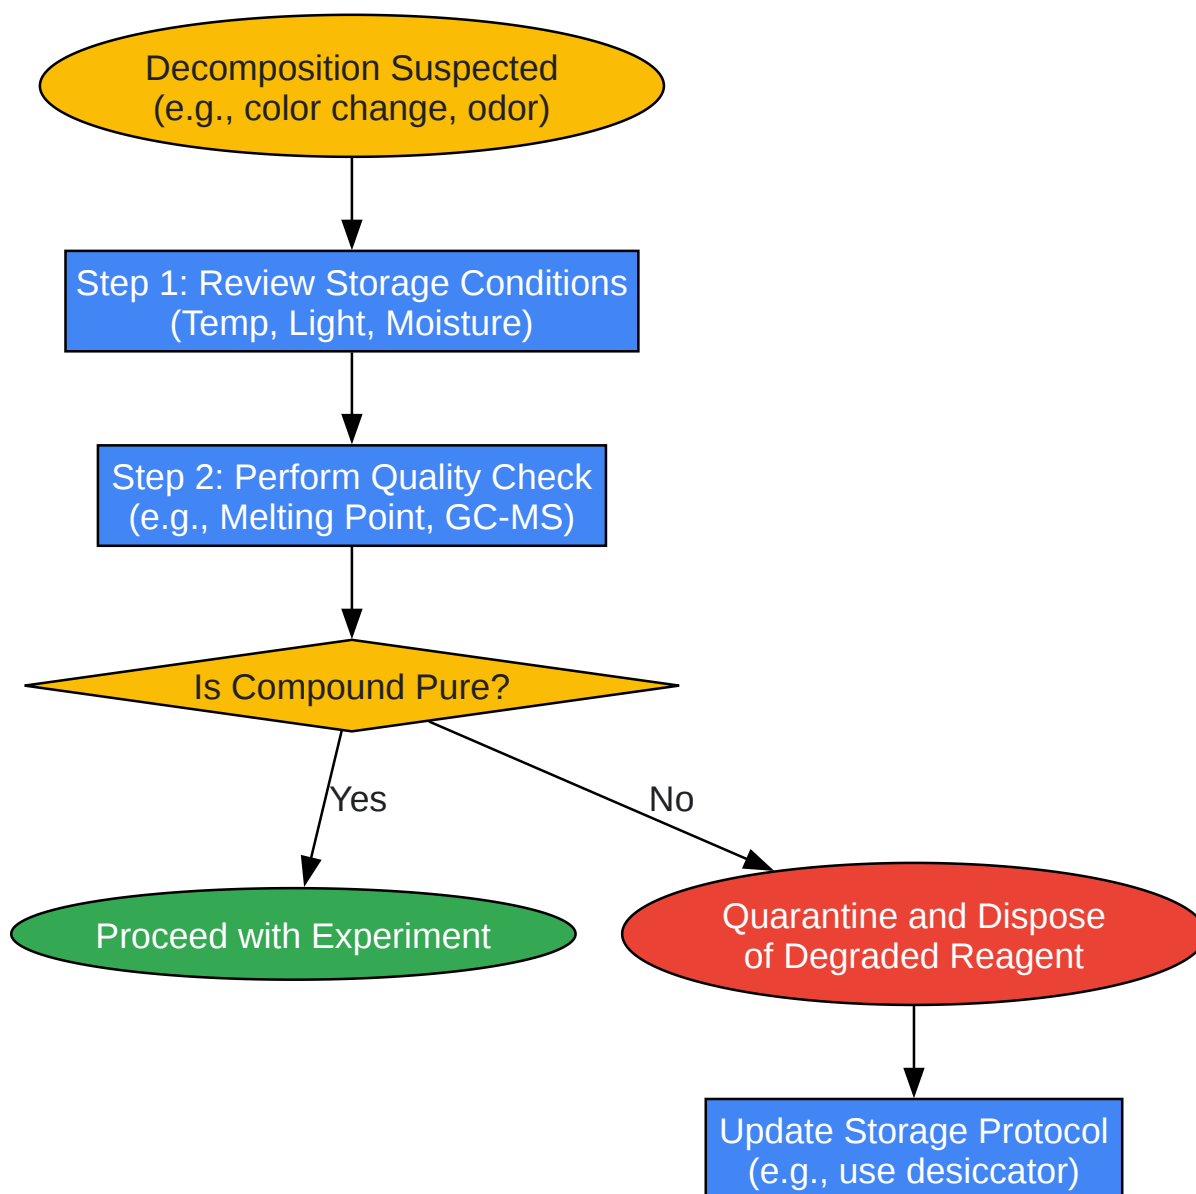 Decomposition Suspected
(e.g., color change, odor)
Step 1: Review Storage Conditions
(Temp, Light, Moisture)
Step 2: Perform Quality Check
(e.g., Melting Point, GC-MS)
Is Compound Pure?
Yes
No
Proceed with Experiment
Quarantine and Dispose
of Degraded Reagent
Update Storage Protocol
(e.g., use desiccator)